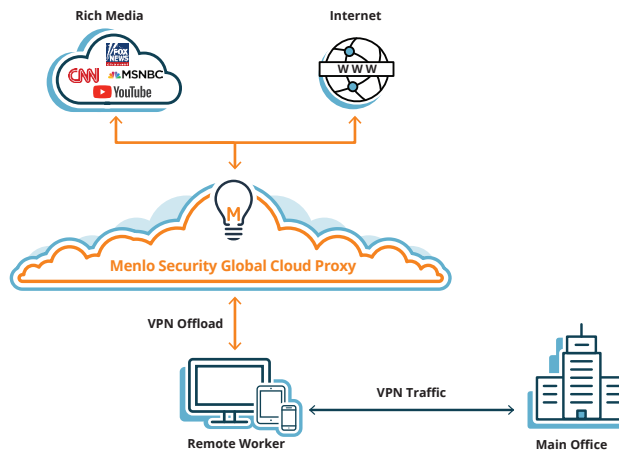 Rich Media
Internet
FOX
NEWS
CNN
MSNBC
YouTube
WWW
M
Menlo Security Global Cloud Proxy
VPN Offload
VPN Traffic
Remote Worker
Main Office